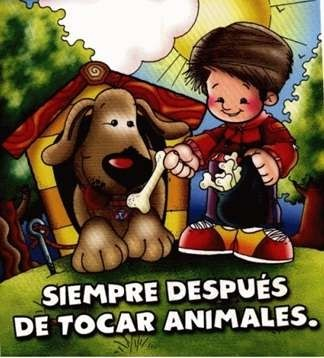 SIEMPRE DESPUÉS
DE TOCAR ANIMALES.